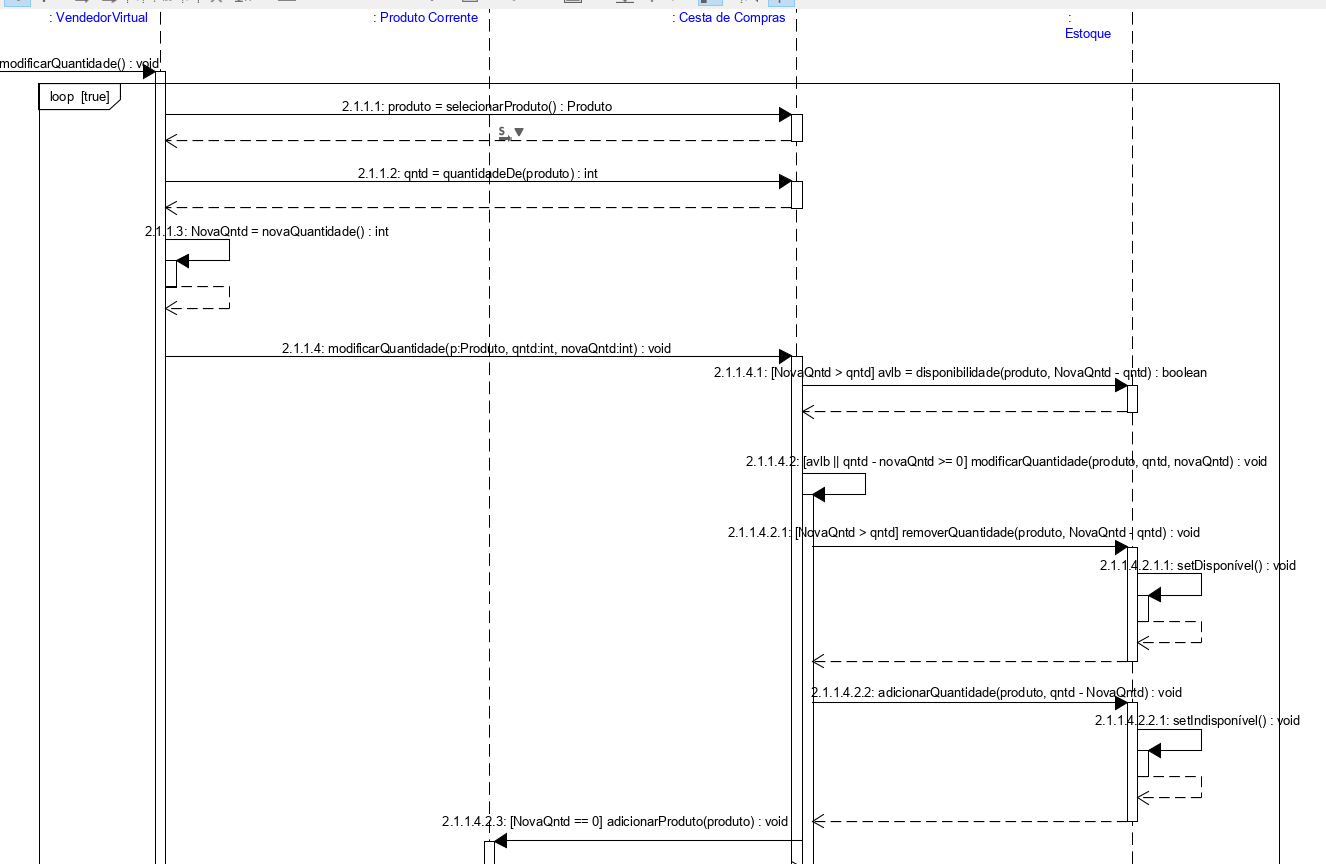 : VendedorVirtual
: Produto Corrente
: Cesta de Compras
:
Estoque
modificarQuantidade() : void
loop [true]
2.1.1.1: produto = selecionarProduto() : Produto
S
2.1.1.2: qntd = quantidadeDe(produto) : int
2.1.1.3: NovaQntd = novaQuantidade() : int
2.1.1.4: modificarQuantidade(p:Produto, qntd:int, novaQntd:int) : void
2.1.1.4.1: [NovaQntd > qntd] avlb = disponibilidade(produto, NovaQntd - qntd) : boolean
2.1.1.4.2: [avlb || qntd - novaQntd >= 0] modificarQuantidade(produto, qntd, novaQntd) : void
2.1.1.4.2.1: [NovaQntd > qntd] removerQuantidade(produto, NovaQntd - qntd) : void
2.1.1.4.2.1.1: setDisponível() : void
2.1.1.4.2.2: adicionarQuantidade(produto, qntd - NovaQntd) : void
2.1.1.4.2.2.1: setIndisponível() : void
2.1.1.4.2.3: [NovaQntd == 0] adicionarProduto(produto) : void